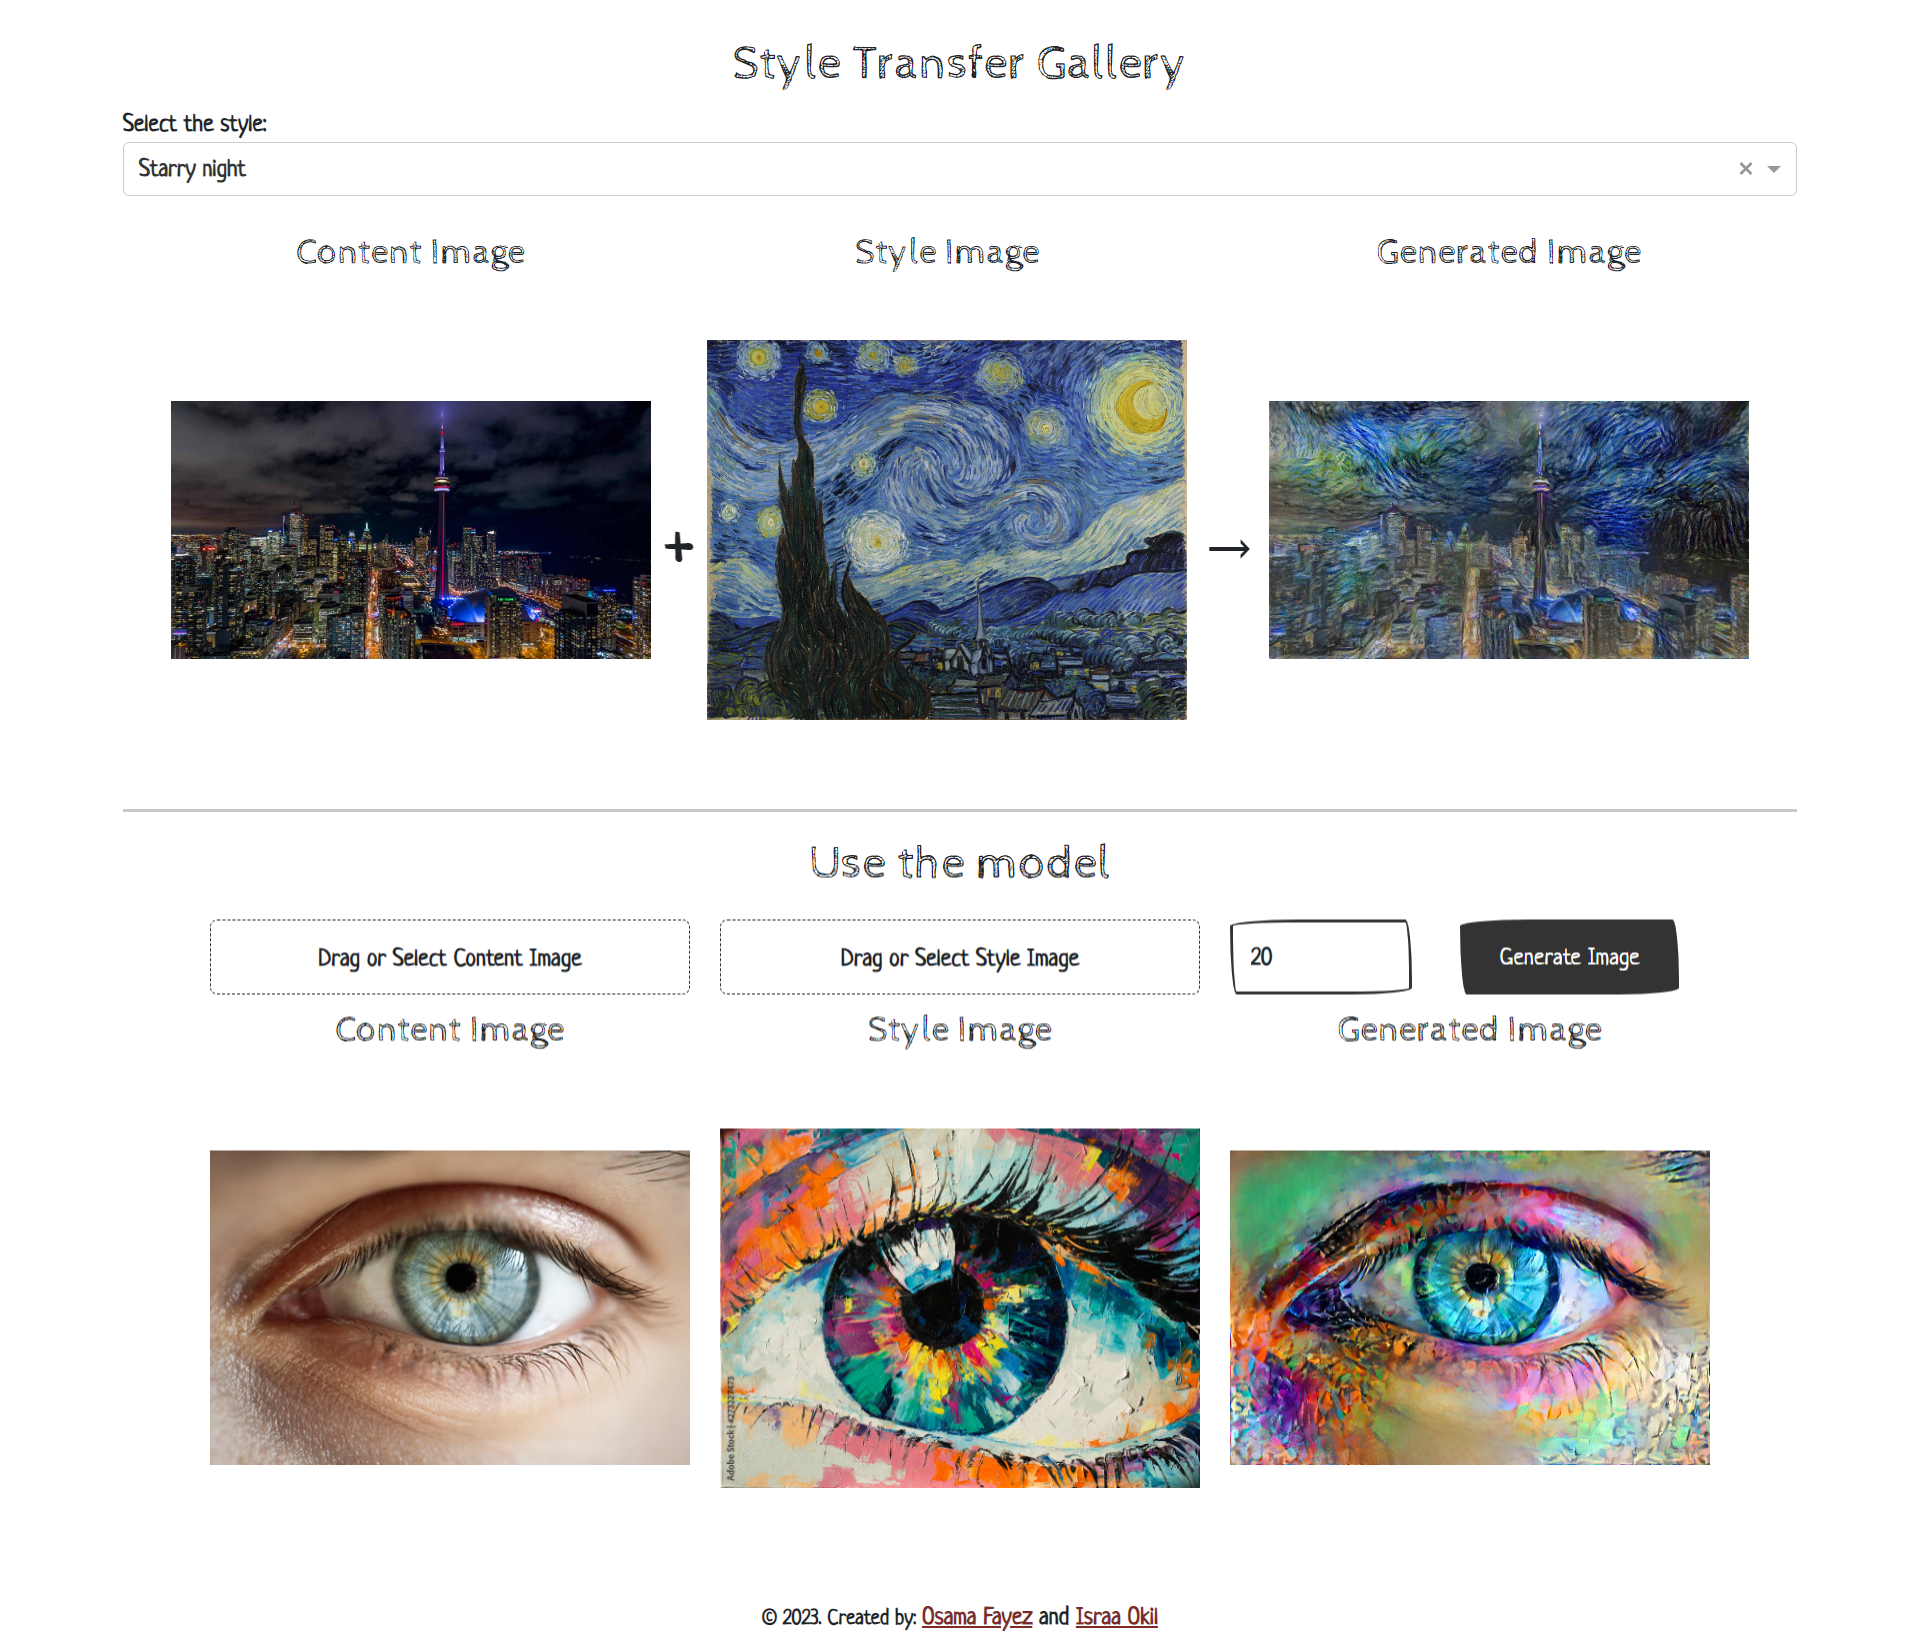 Style Transfer Gallery
Select the style:
Starry night
Content Image
Style Image
Generated Image
Use the model
Drag or Select Content Image
Drag or Select Style Image
20
Generate Image
Content Image
Style Image
Generated Image
Adobe Stock | #273227473
© 2023. Created by: Osama Fayez and Israa Okil